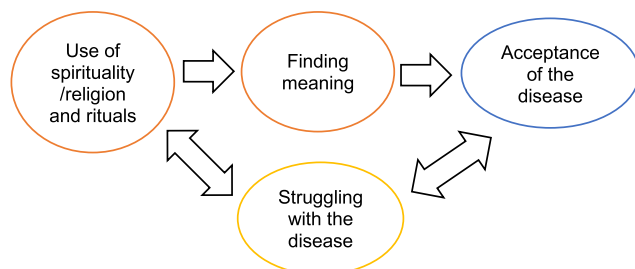 Use of
spirituality
/religion
and rituals
Finding
meaning
Acceptance
of the
disease
Struggling
with the
disease